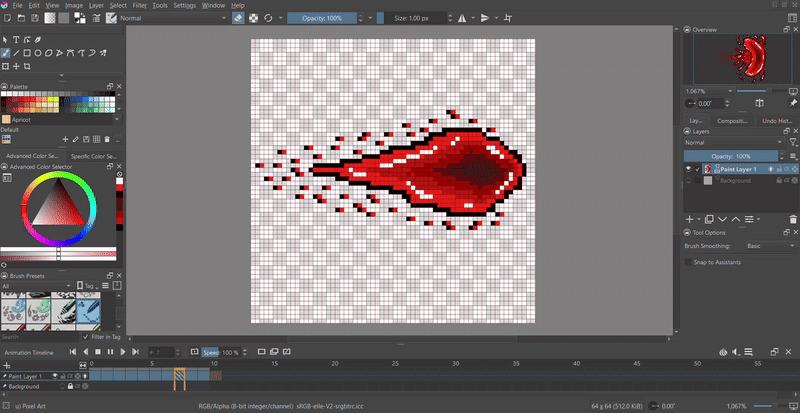 File Edit View Image Layer Select Filter Tools Settings Window Help
Normal
Opacity: 100%
Size: 1.00 px
Palette
Apricot
Default
Advanced Color Se...
Specific Color Se...
Advanced Color Selector
Brush Presets
All
Tag
Search
Filter in Tag
Overview
1,067%
0.00°
Lay...
Compositi...
Undo Hist...
Layers
Normal
Opacity: 100%
Paint Layer 1
Background
Tool Options
Brush Smoothing:
Basic
Snap to Assistants
Animation Timeline
# 7
Speed: 100 %
0 5 10 15 20 25 30 35 40 45 50 55
Paint Layer 1
Background
u) Pixel Art
RGB/Alpha (8-bit integer/channel) sRGB-elle-V2-srgbtrc.icc
64 x 64 (512.0 KiB)
0.00°
1,067%